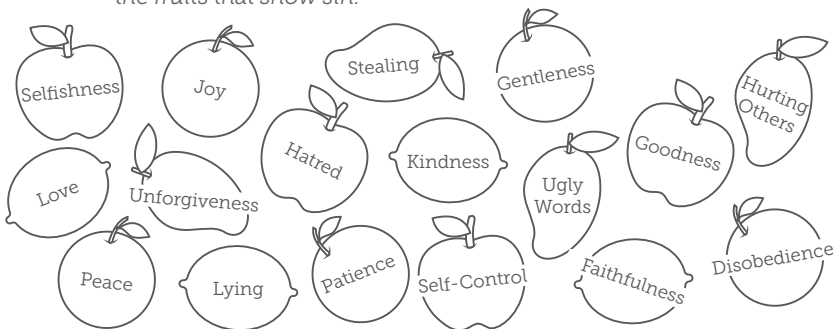 the fruits that show sin.
Selfishness
Joy
Stealing
Gentleness
Hurting
Others
Hatred
Kindness
Goodness
Love
Unforgiveness
Ugly
Words
Peace
Lying
Patience
Self-Control
Faithfulness
Disobedience